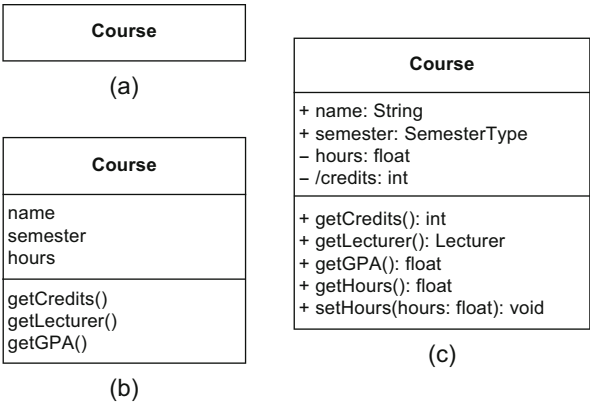 Course
(a)
Course
name
semester
hours
getCredits()
getLecturer()
getGPA()
(b)
Course
+ name: String
+ semester: SemesterType
– hours: float
– /credits: int
+ getCredits(): int
+ getLecturer(): Lecturer
+ getGPA(): float
+ getHours(): float
+ setHours(hours: float): void
(c)